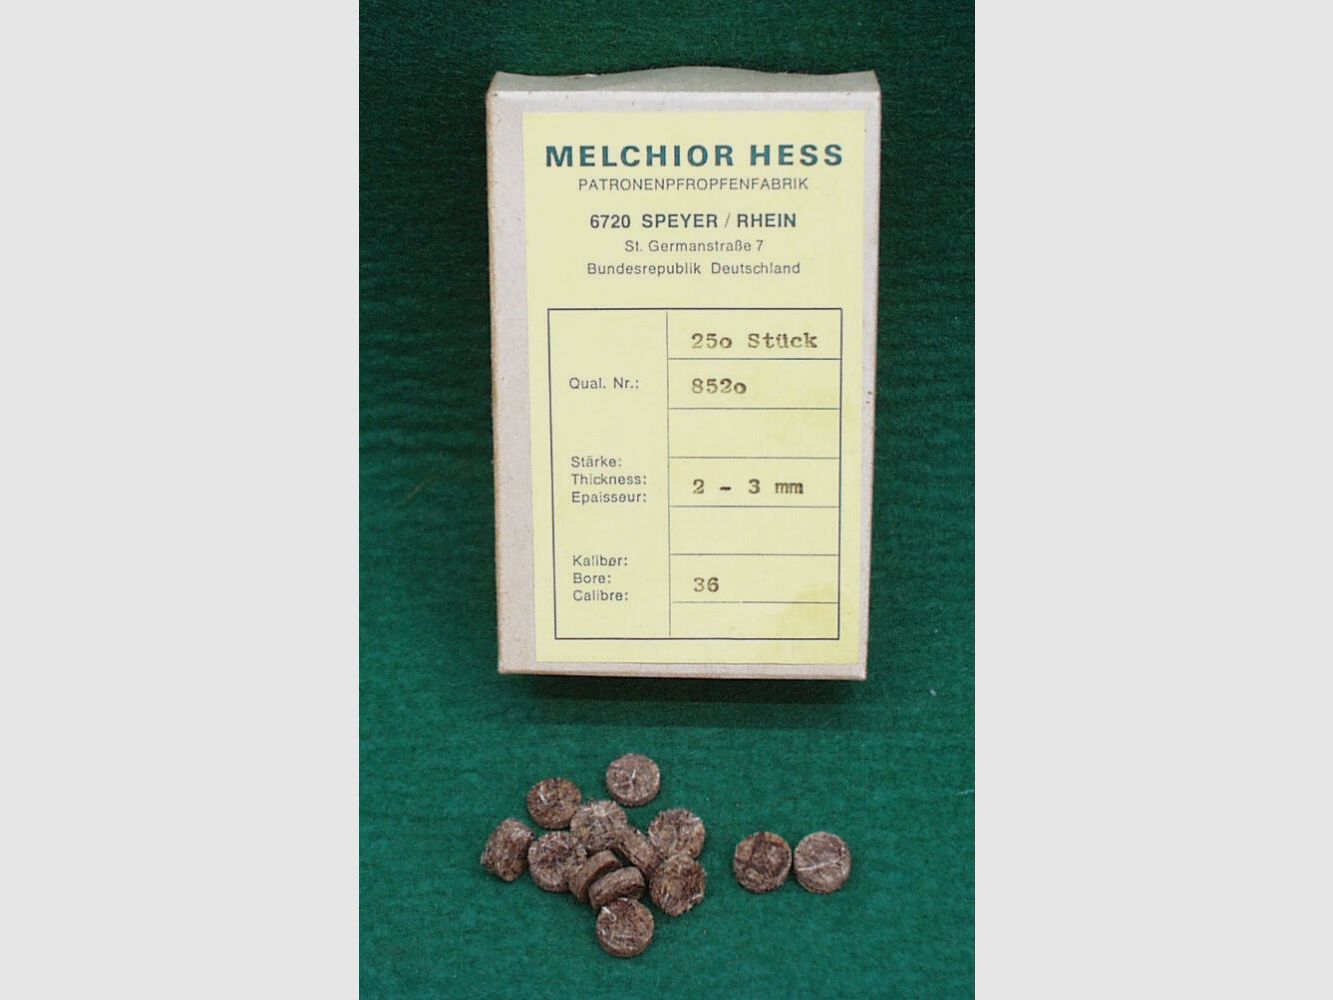 MELCHIOR HESS
PATRONENPFROPFENFABRIK
6720 SPEYER / RHEIN
St. Germanstraße 7
Bundesrepublik Deutschland
25o Stück
Qual. Nr.: 852o
Stärke:
Thickness: 2 - 3 mm
Epaisseur:
Kaliber:
Bore: 36
Calibre: